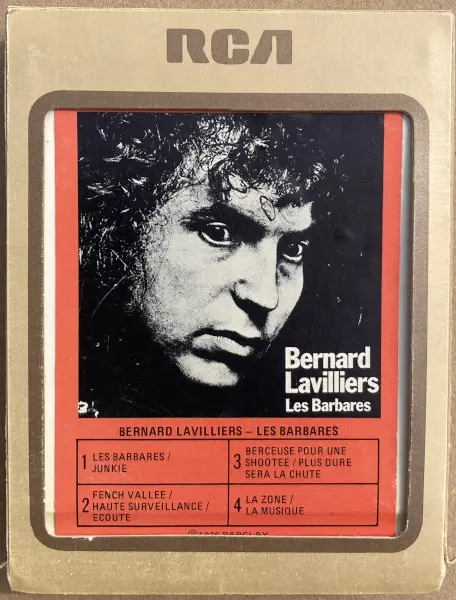 RCA
Bernard
Lavilliers
Les Barbares
BERNARD LAVILLIERS – LES BARBARES
1 LES BARBARES /
JUNKIE
2 FENCH VALLEE /
HAUTE SURVEILLANCE /
ECOUTE
3 BERCEUSE POUR UNE
SHOOTEE / PLUS DURE
SERA LA CHUTE
4 LA ZONE /
LA MUSIQUE